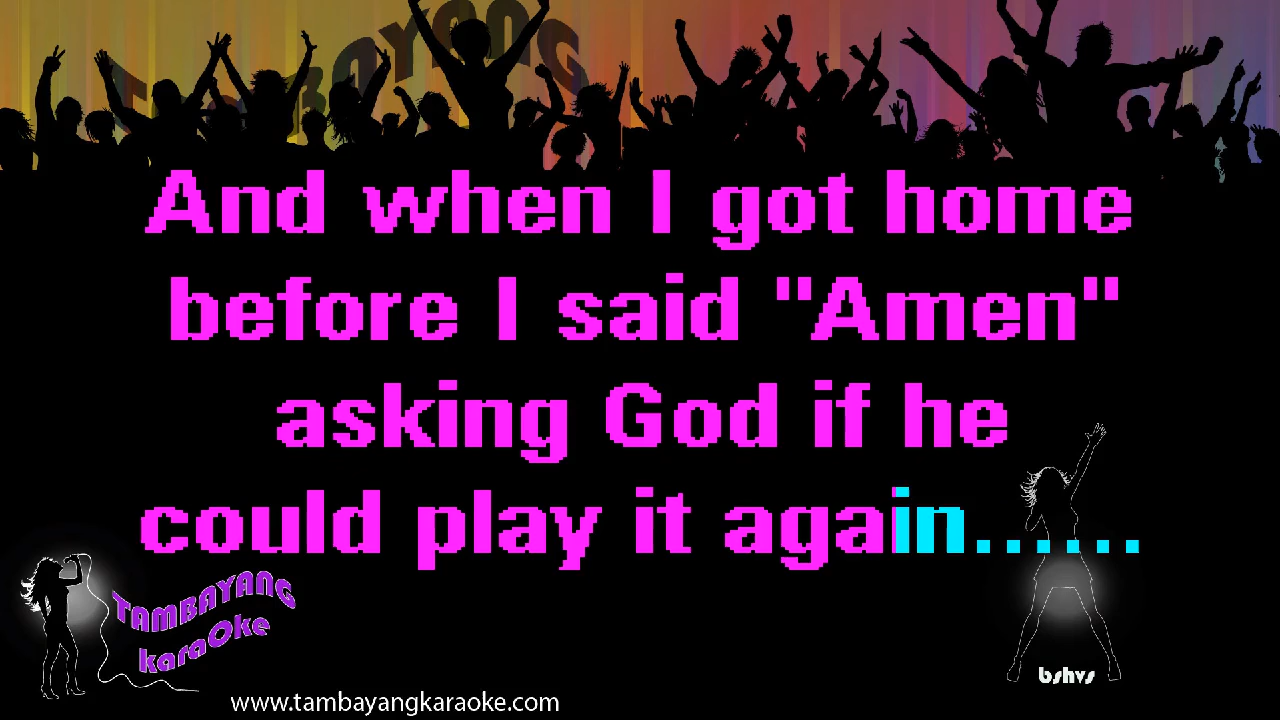 TAMBAYANG
And when I got home
before I said "Amen"
asking God if he
could play it again......
TAMBAYANG
karaOke
bshvs
www.tambayangkaraoke.com